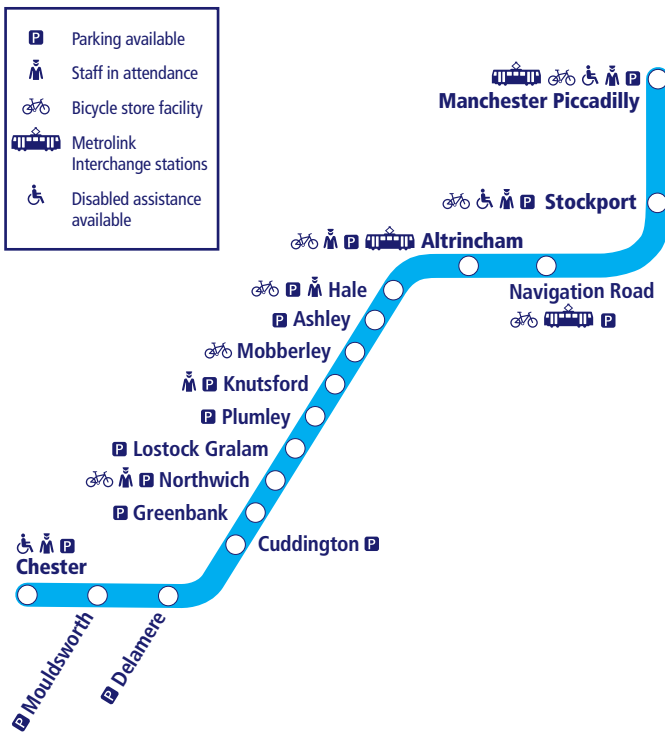 P Parking available
Staff in attendance
Bicycle store facility
Metrolink
Interchange stations
Disabled assistance
available
P
Manchester Piccadilly
P Stockport
P Altrincham
P Hale
Navigation Road
P
P Ashley
Mobberley
P Knutsford
P Plumley
P Lostock Gralam
P Northwich
P Greenbank
Cuddington P
P
Chester
P Mouldsworth
P Delamere